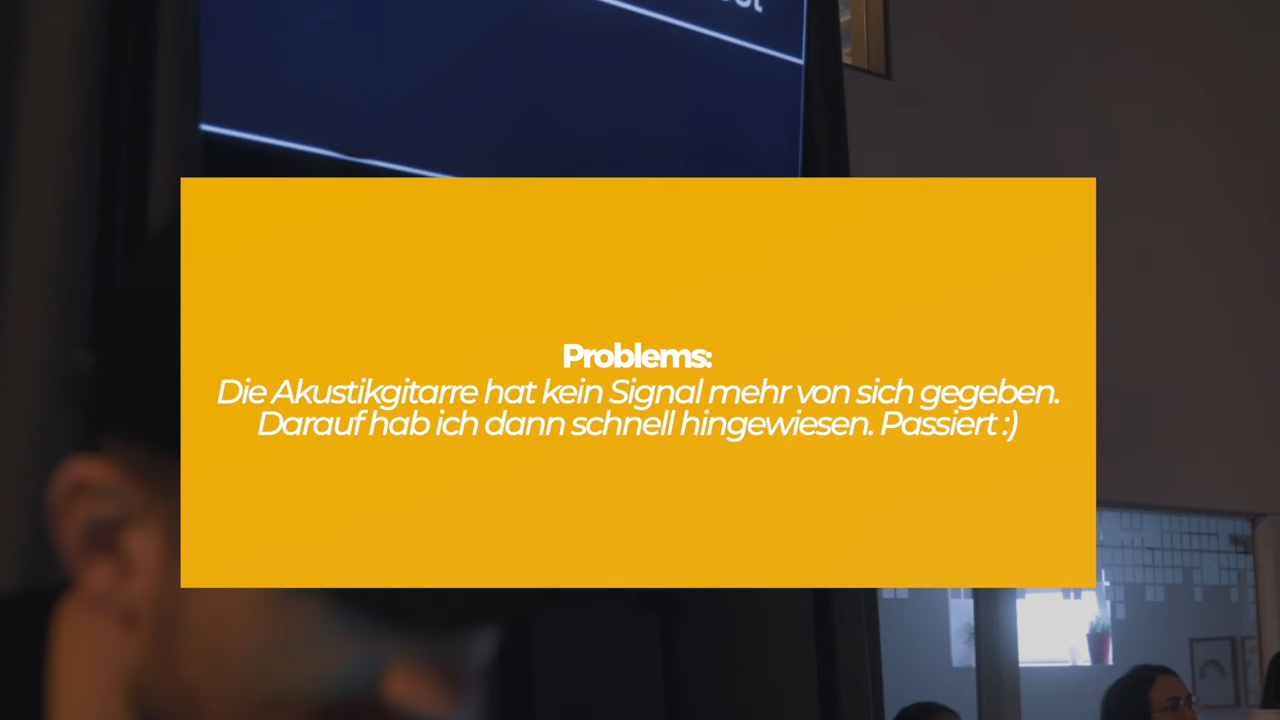 Problems:
Die Akustikgitarre hat kein Signal mehr von sich gegeben.
Darauf hab ich dann schnell hingewiesen. Passiert :)